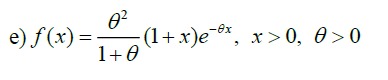 e) f(x) = θ²/(1+θ) (1+x)e^(-θx), x > 0, θ > 0